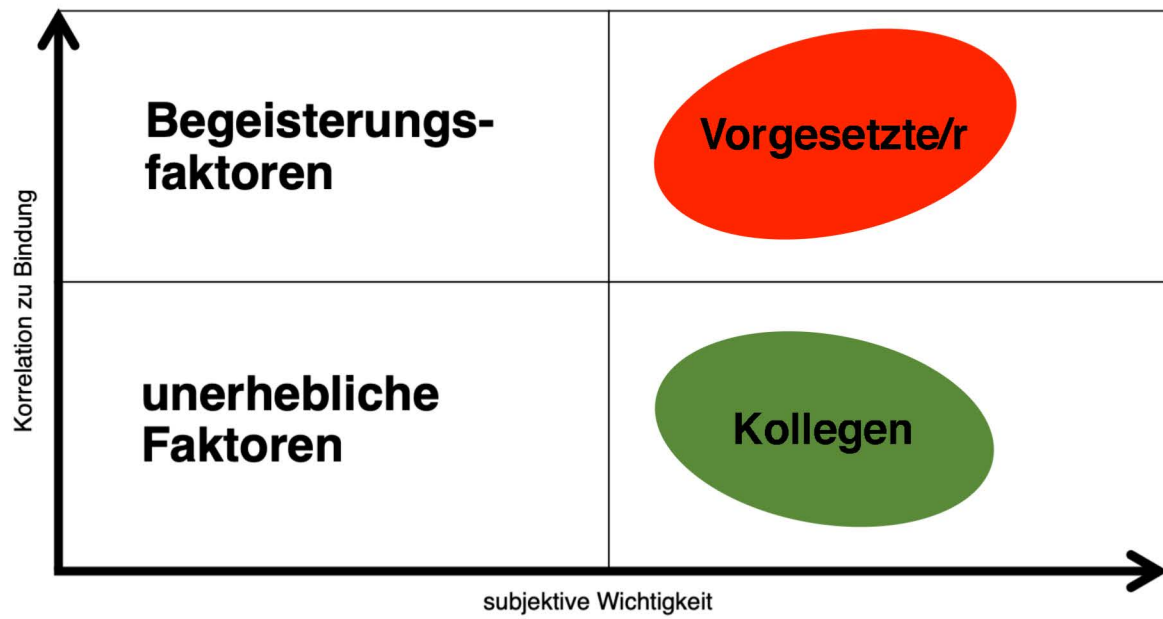 Begeisterungs-
faktoren
Vorgesetzte/r
unerhebliche
Faktoren
Kollegen
Korrelation zu Bindung
subjektive Wichtigkeit